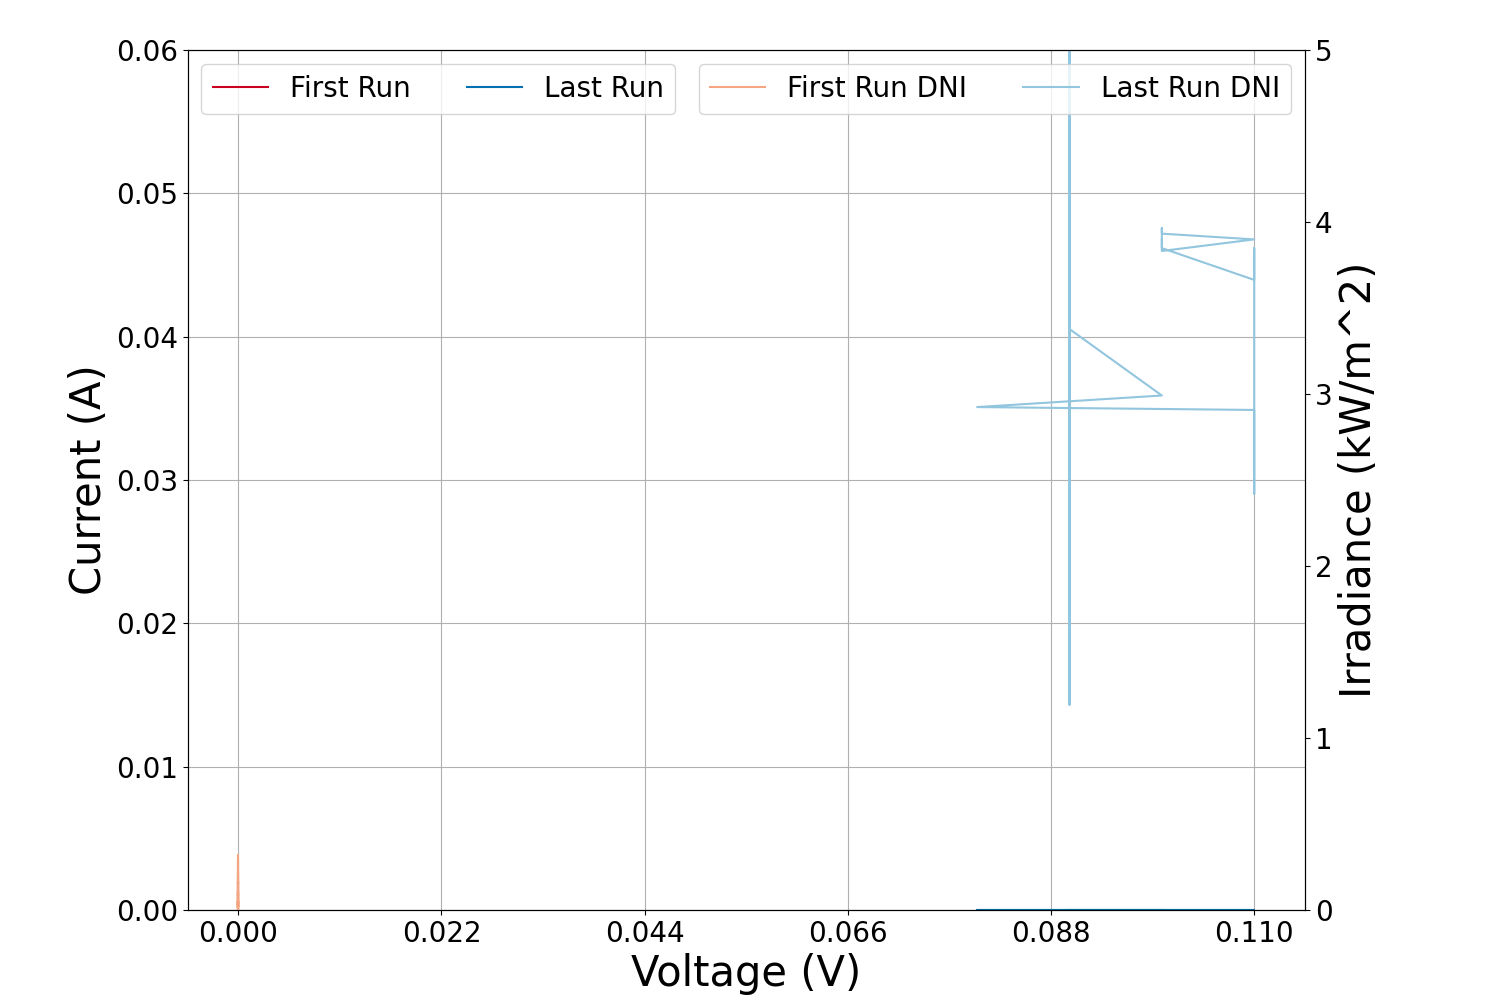 First Run
Last Run
First Run DNI
Last Run DNI
Current (A)
0.06
0.05
0.04
0.03
0.02
0.01
0.00
5
4
3
2
1
0
Irradiance (kW/m^2)
0.000
0.022
0.044
0.066
0.088
0.110
Voltage (V)